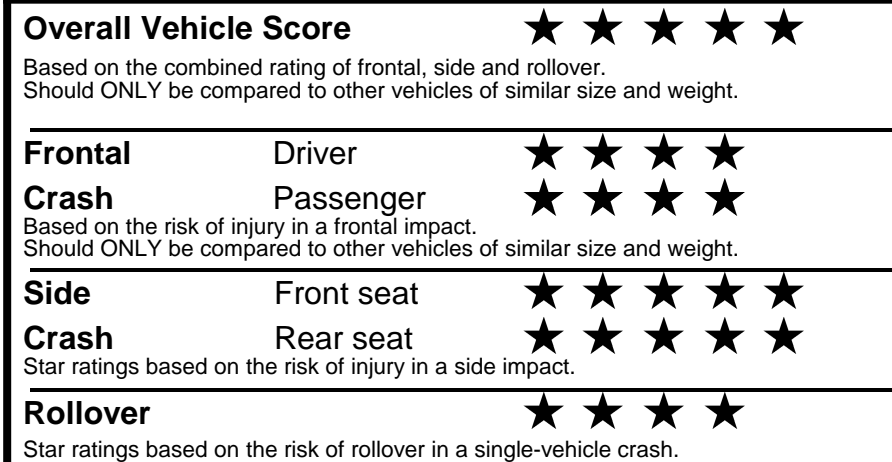 Overall Vehicle Score ★ ★ ★ ★ ★
Based on the combined rating of frontal, side and rollover.
Should ONLY be compared to other vehicles of similar size and weight.
Frontal Driver ★ ★ ★ ★
Crash Passenger ★ ★ ★ ★
Based on the risk of injury in a frontal impact.
Should ONLY be compared to other vehicles of similar size and weight.
Side Front seat ★ ★ ★ ★ ★
Crash Rear seat ★ ★ ★ ★ ★
Star ratings based on the risk of injury in a side impact.
Rollover ★ ★ ★ ★
Star ratings based on the risk of rollover in a single-vehicle crash.